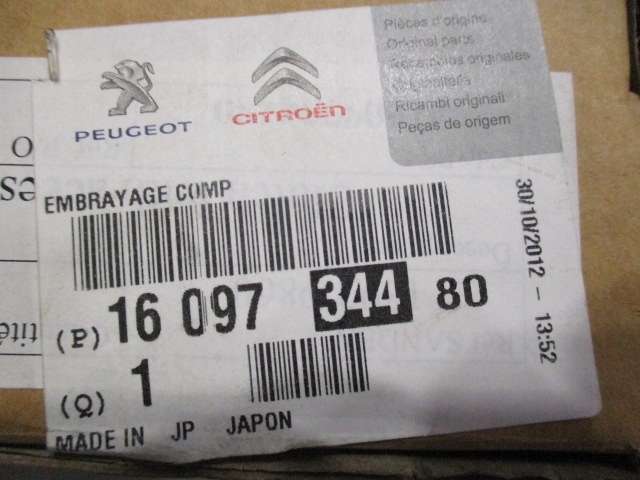 PEUGEOT
CITROËN
Pièces d'origine
Original parts
originales
Ricambi originali
Peças de origem
EMBRAYAGE COMP
(P) 16 097 344 80
(Q) 1
MADE IN JP JAPON
30/10/2012 - 13:52